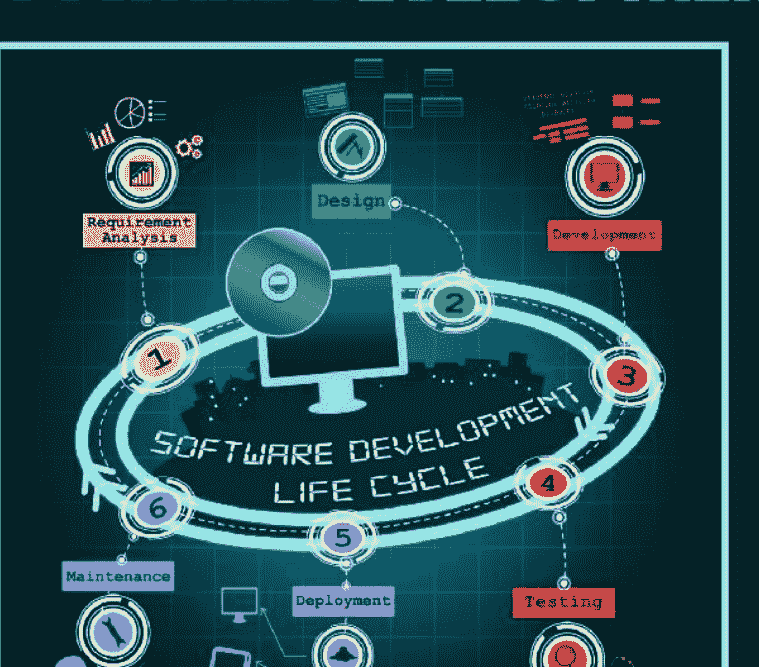 Requirement
Analysis
Design
Development
1
2
3
SOFTWARE DEVELOPMENT
LIFE CYCLE
4
5
6
Maintenance
Deployment
Testing